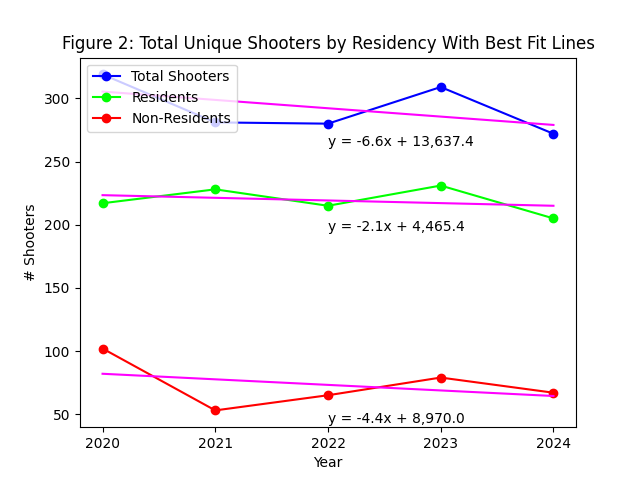 Figure 2: Total Unique Shooters by Residency With Best Fit Lines
Total Shooters
Residents
Non-Residents
300
250
200
150
100
50
# Shooters
y = -6.6x + 13,637.4
y = -2.1x + 4,465.4
y = -4.4x + 8,970.0
2020
2021
2022
2023
2024
Year